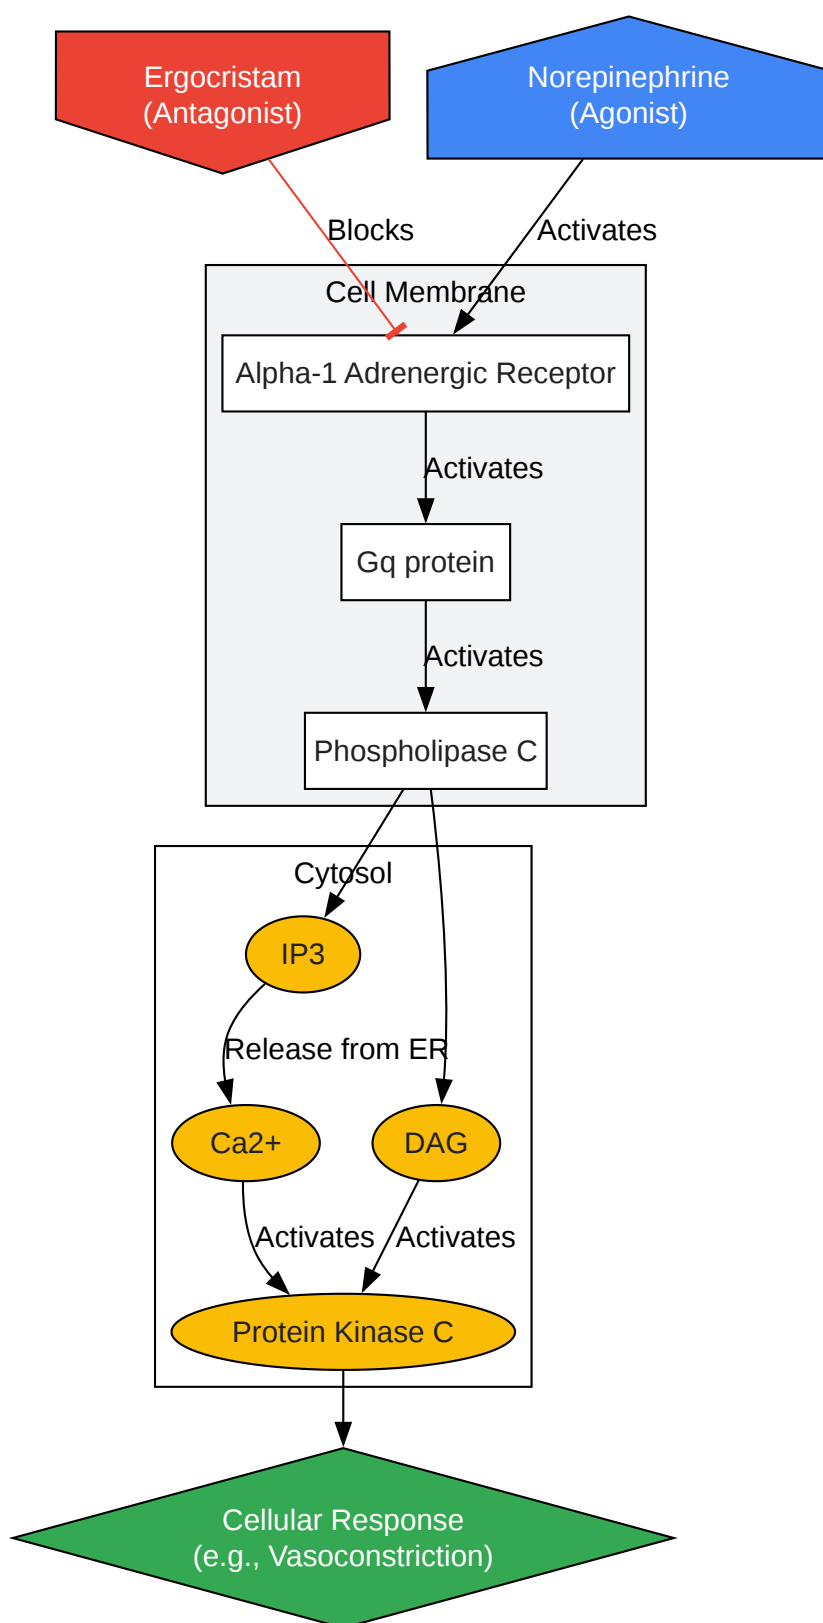 Ergocristam
(Antagonist)
Norepinephrine
(Agonist)
Blocks
Activates
Cell Membrane
Alpha-1 Adrenergic Receptor
Activates
Gq protein
Activates
Phospholipase C
Cytosol
IP3
Release from ER
Ca2+
DAG
Activates
Activates
Protein Kinase C
Cellular Response
(e.g., Vasoconstriction)